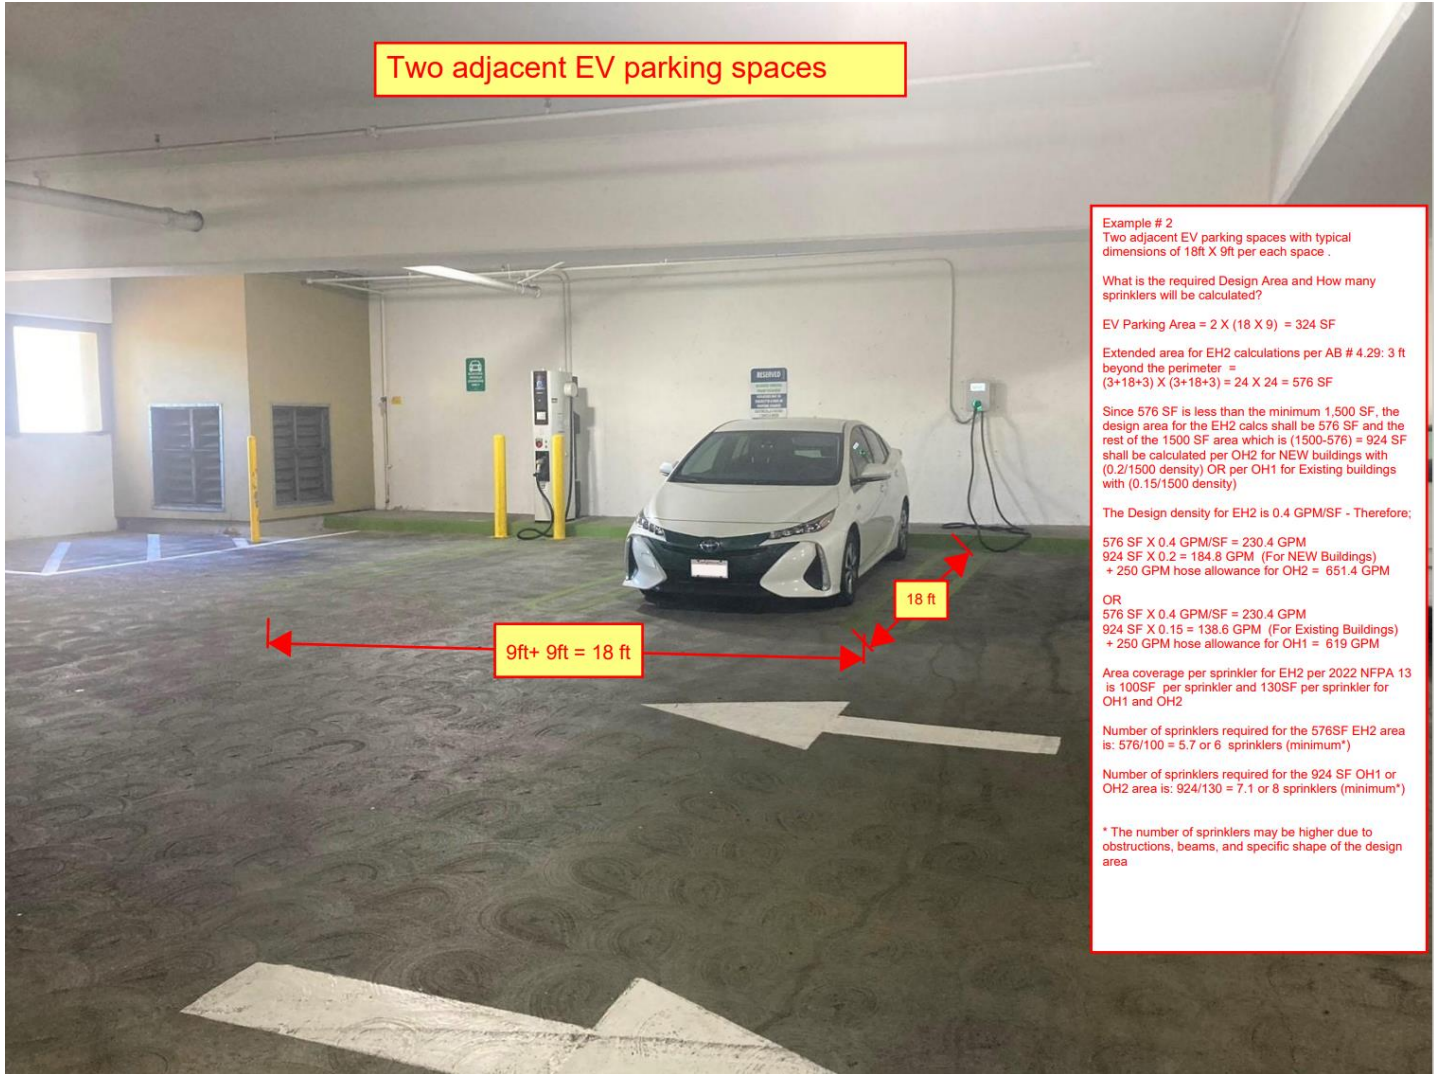 Two adjacent EV parking spaces
Example # 2
Two adjacent EV parking spaces with typical
dimensions of 18ft X 9ft per each space .
What is the required Design Area and How many
sprinklers will be calculated?
EV Parking Area = 2 X (18 X 9)  = 324 SF
Extended area for EH2 calculations per AB # 4.29: 3 ft
beyond the perimeter  =
(3+18+3) X (3+18+3) = 24 X 24 = 576 SF
Since 576 SF is less than the minimum 1,500 SF, the
design area for the EH2 calcs shall be 576 SF and the
rest of the 1500 SF area which is (1500-576) = 924 SF
shall be calculated per OH2 for NEW buildings with
(0.2/1500 density) OR per OH1 for Existing buildings
with (0.15/1500 density)
The Design density for EH2 is 0.4 GPM/SF - Therefore;
576 SF X 0.4 GPM/SF = 230.4 GPM
924 SF X 0.2 = 184.8 GPM  (For NEW Buildings)
+ 250 GPM hose allowance for OH2 =  651.4 GPM
OR
576 SF X 0.4 GPM/SF = 230.4 GPM
924 SF X 0.15 = 138.6 GPM  (For Existing Buildings)
+ 250 GPM hose allowance for OH1 =  619 GPM
Area coverage per sprinkler for EH2 per 2022 NFPA 13
is 100SF  per sprinkler and 130SF per sprinkler for
OH1 and OH2
Number of sprinklers required for the 576SF EH2 area
is: 576/100 = 5.7 or 6  sprinklers (minimum*)
Number of sprinklers required for the 924 SF OH1 or
OH2 area is: 924/130 = 7.1 or 8 sprinklers (minimum*)
* The number of sprinklers may be higher due to
obstructions, beams, and specific shape of the design
area
RESERVED
18 ft
9ft+ 9ft = 18 ft